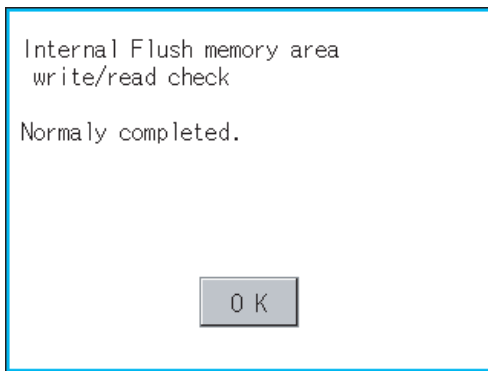 Internal Flush memory area
write/read check
Normaly completed.
OK